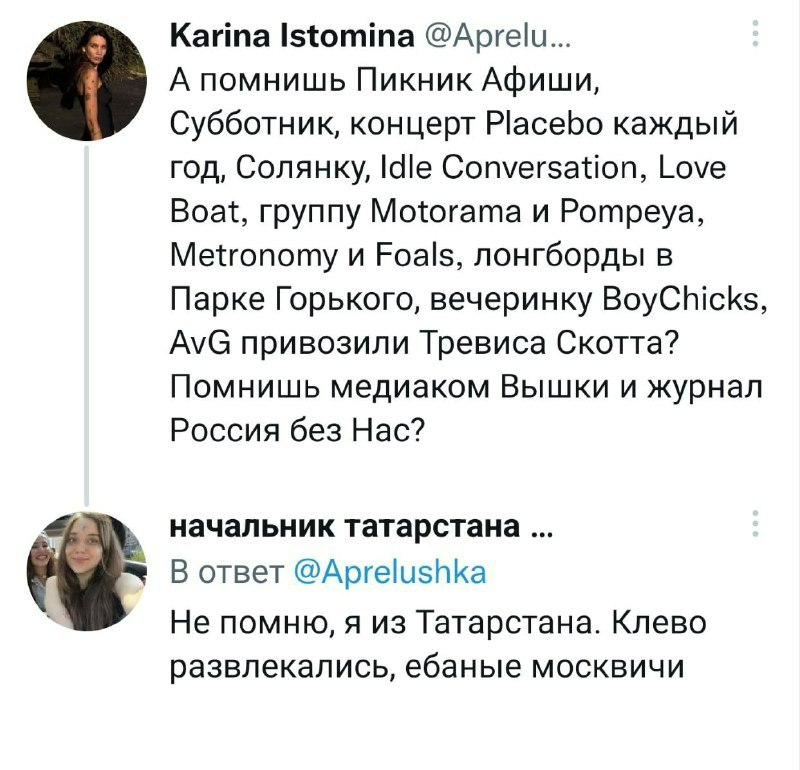 Karina Istomina @Aprelu...
А помнишь Пикник Афиши,
Субботник, концерт Placebo каждый
год, Солянку, Idle Conversation, Love
Boat, группу Motorama и Pompeya,
Metronomy и Foals, лонгборды в
Парке Горького, вечеринку BoyChicks,
AvG привозили Тревиса Скотта?
Помнишь медиаком Вышки и журнал
Россия без Нас?
начальник татарстана ...
В ответ @Aprelushka
Не помню, я из Татарстана. Клево
развлекались, ебаные москвичи